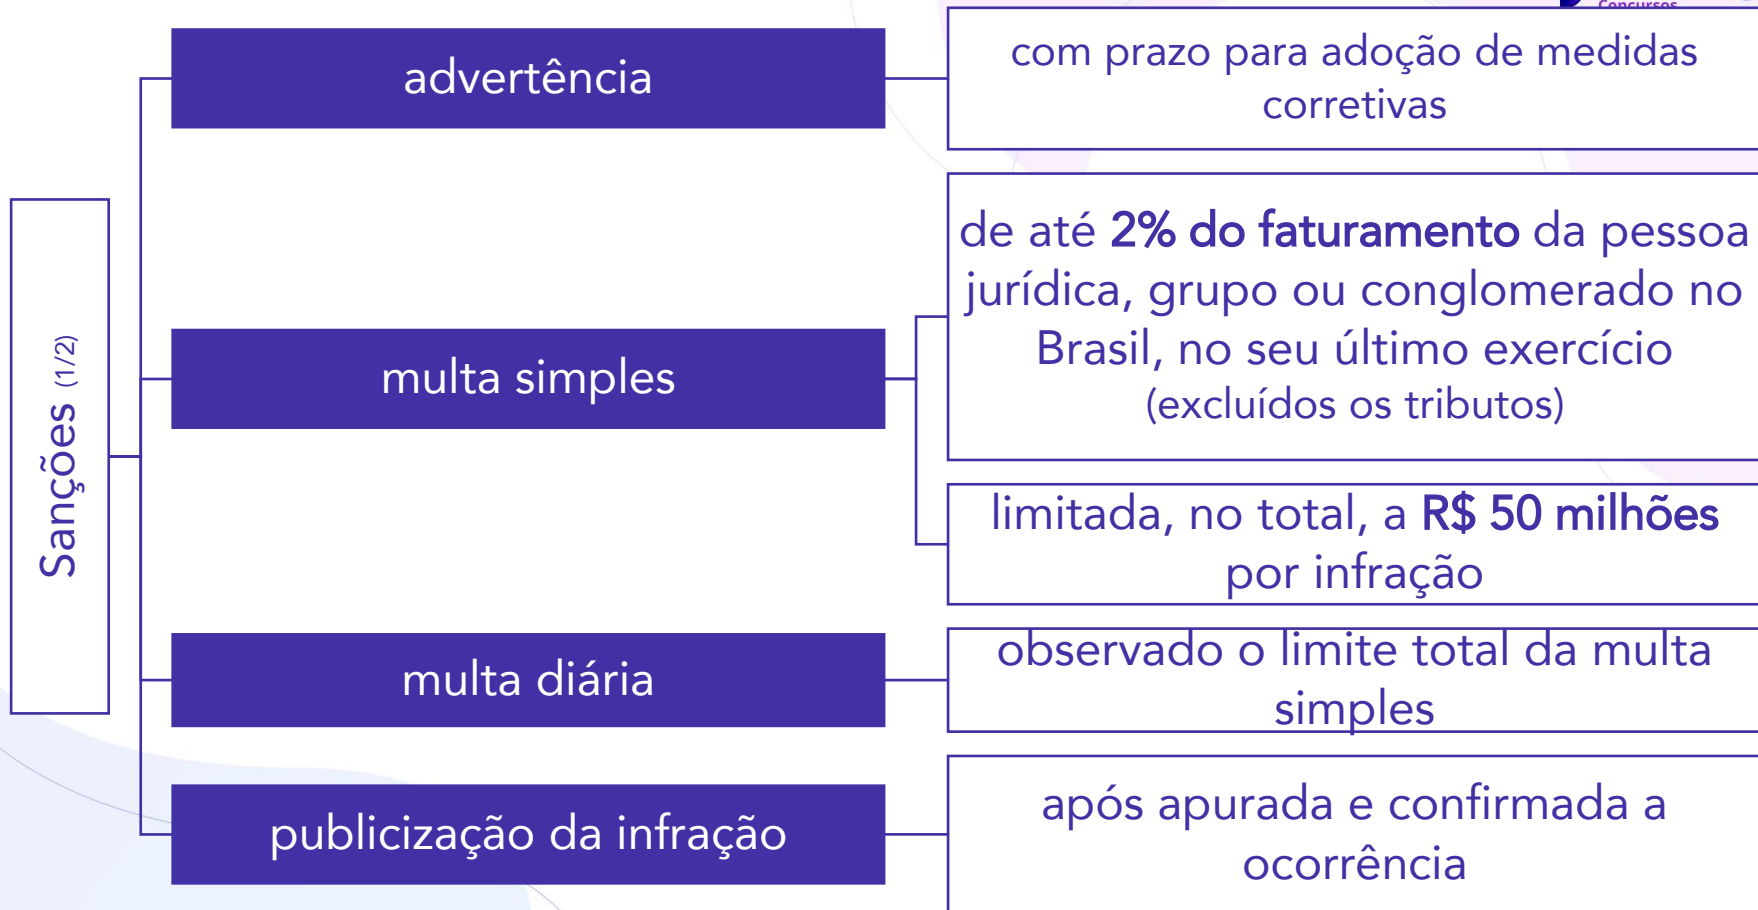 Concursos
Sanções (1/2)
advertência
com prazo para adoção de medidas
corretivas
multa simples
de até 2% do faturamento da pessoa
jurídica, grupo ou conglomerado no
Brasil, no seu último exercício
(excluídos os tributos)
limitada, no total, a R$ 50 milhões
por infração
multa diária
observado o limite total da multa
simples
publicização da infração
após apurada e confirmada a
ocorrência